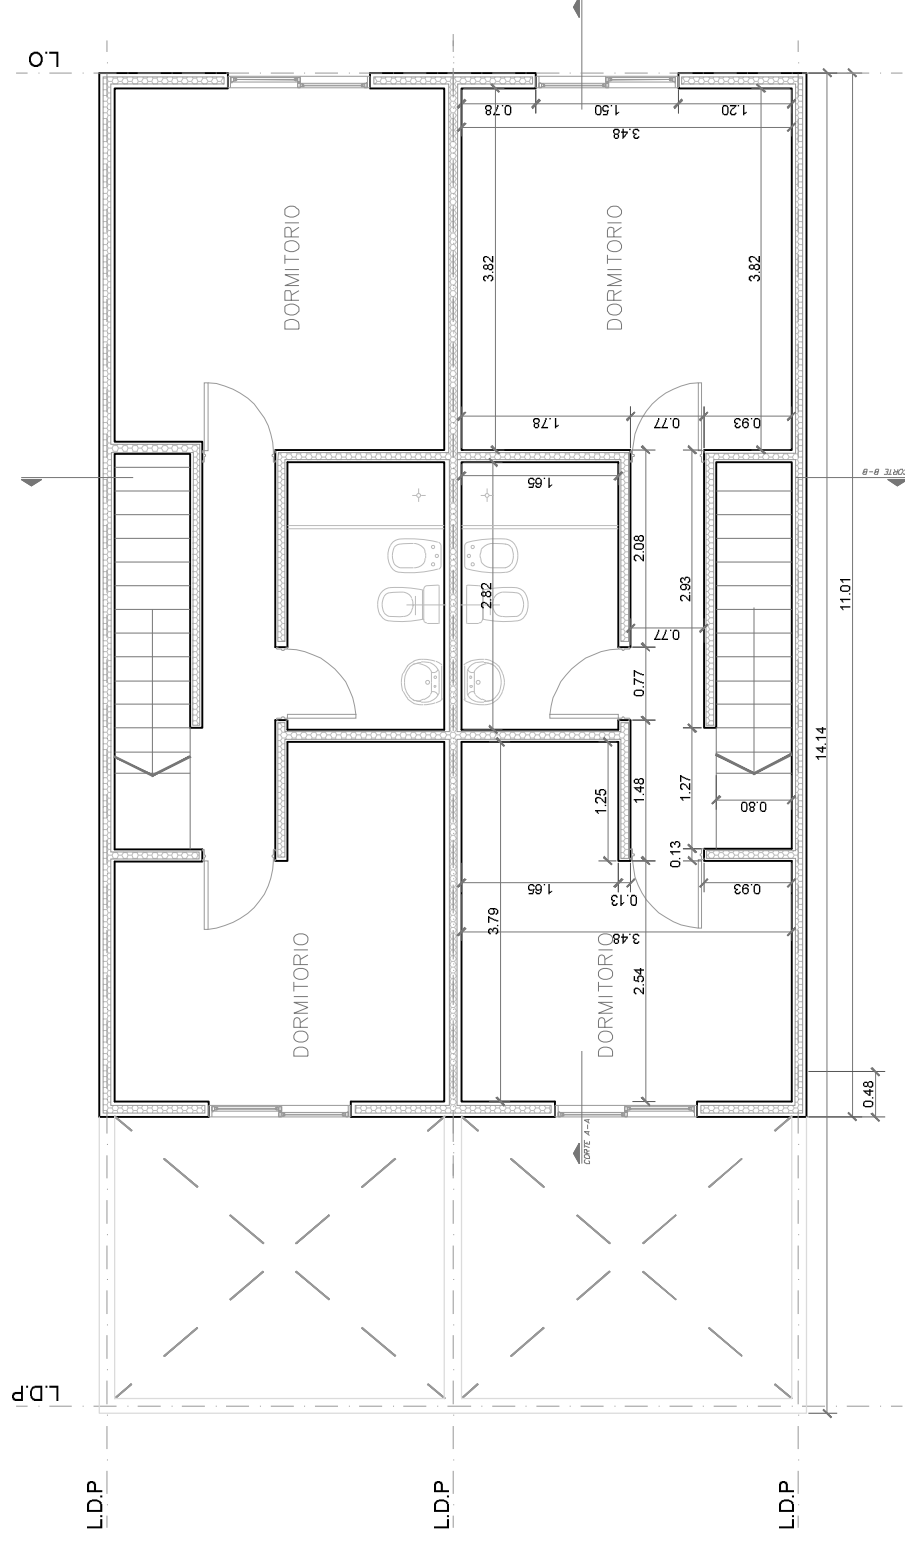 L.O
0.78
1.50
1.20
3.48
DORMITORIO
DORMITORIO
3.82
3.82
1.78
0.77
0.93
CORTE B-B
1.65
2.08
2.93
2.82
11.01
0.77
0.77
14.14
1.25
1.48
1.27
0.80
0.13
1.65
0.13
0.93
3.79
3.48
DORMITORIO
DORMITORIO
2.54
0.48
CORTE A-A
L.D.P
L.D.P
L.D.P
L.D.P